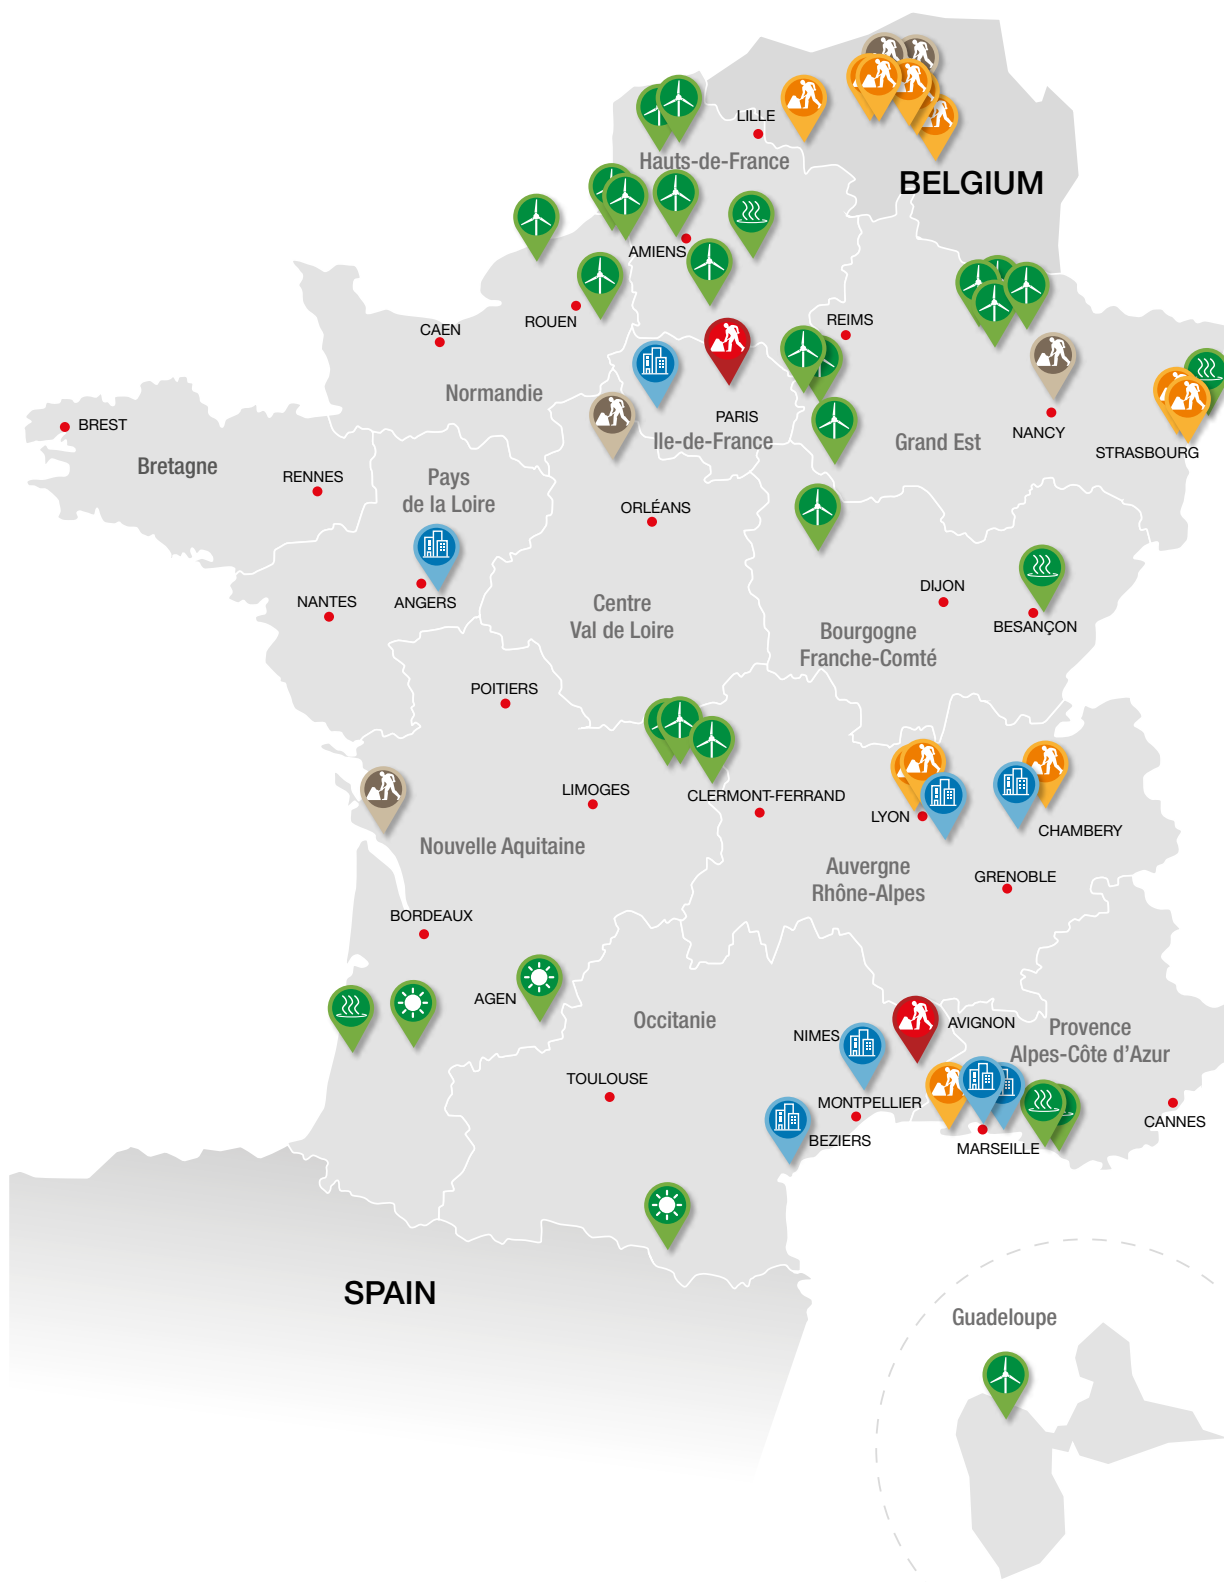 LILLE
Hauts-de-France
BELGIUM
AMIENS
ROUEN
REIMS
CAEN
Normandie
PARIS
Ile-de-France
Grand Est
NANCY
STRASBOURG
BREST
Bretagne
RENNES
Pays
de la Loire
ORLÉANS
NANTES
ANGERS
Centre
Val de Loire
DIJON
BESANÇON
Bourgogne
Franche-Comté
POITIERS
LIMOGES
CLERMONT-FERRAND
LYON
CHAMBERY
Nouvelle Aquitaine
Auvergne
Rhône-Alpes
GRENOBLE
BORDEAUX
AGEN
Occitanie
NIMES
AVIGNON
Provence
Alpes-Côte d'Azur
TOULOUSE
MONTPELLIER
BEZIERS
MARSEILLE
CANNES
SPAIN
Guadeloupe